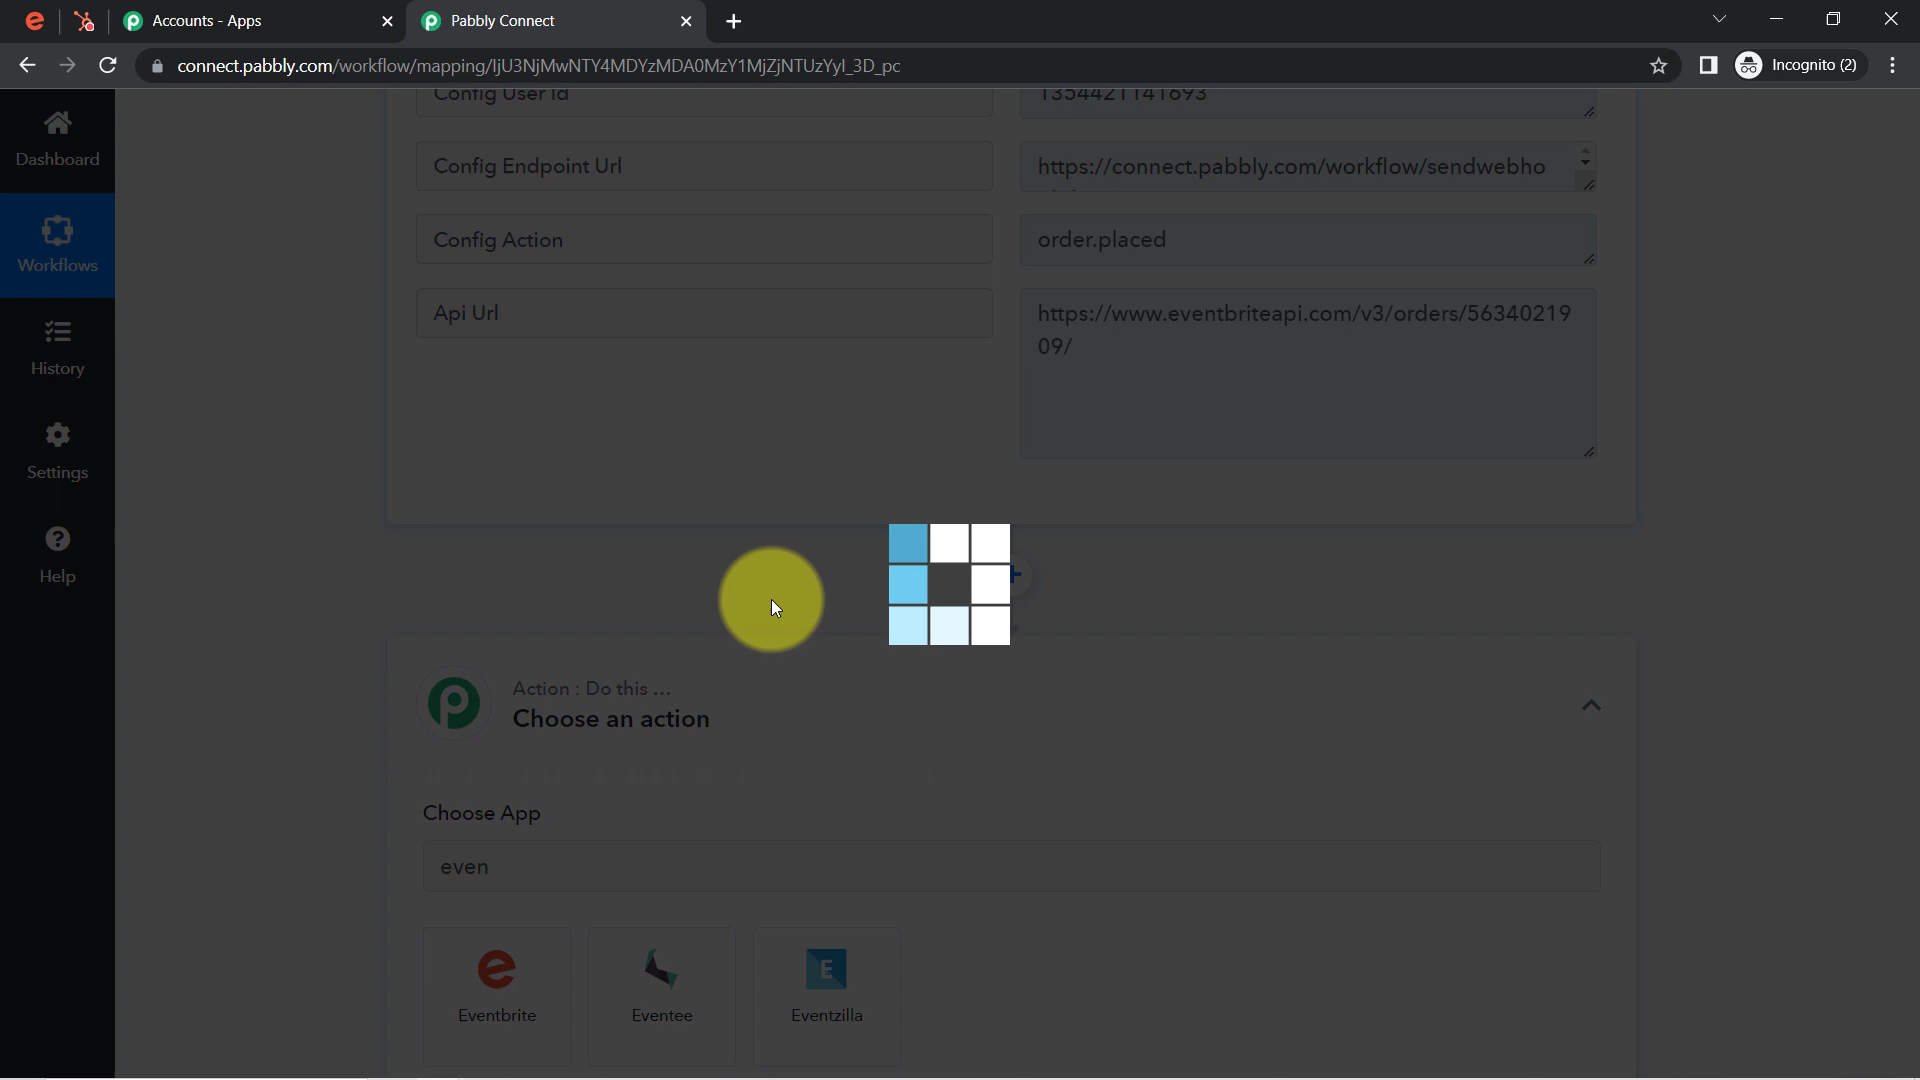 Accounts - Apps
Pabbly Connect
connect.pabbly.com/workflow/mapping/IjU3NjMwNTY4MDYzMDA0MzY1MjZjNTUzYyI_3D_pc
Incognito (2)
Config User Id
1354421141693
Dashboard
Config Endpoint Url
https://connect.pabbly.com/workflow/sendwebho
Workflows
Config Action
order.placed
Api Url
https://www.eventbriteapi.com/v3/orders/56340219
09/
History
Settings
Help
Action : Do this ...
Choose an action
Choose App
even
Eventbrite
Eventee
Eventzilla